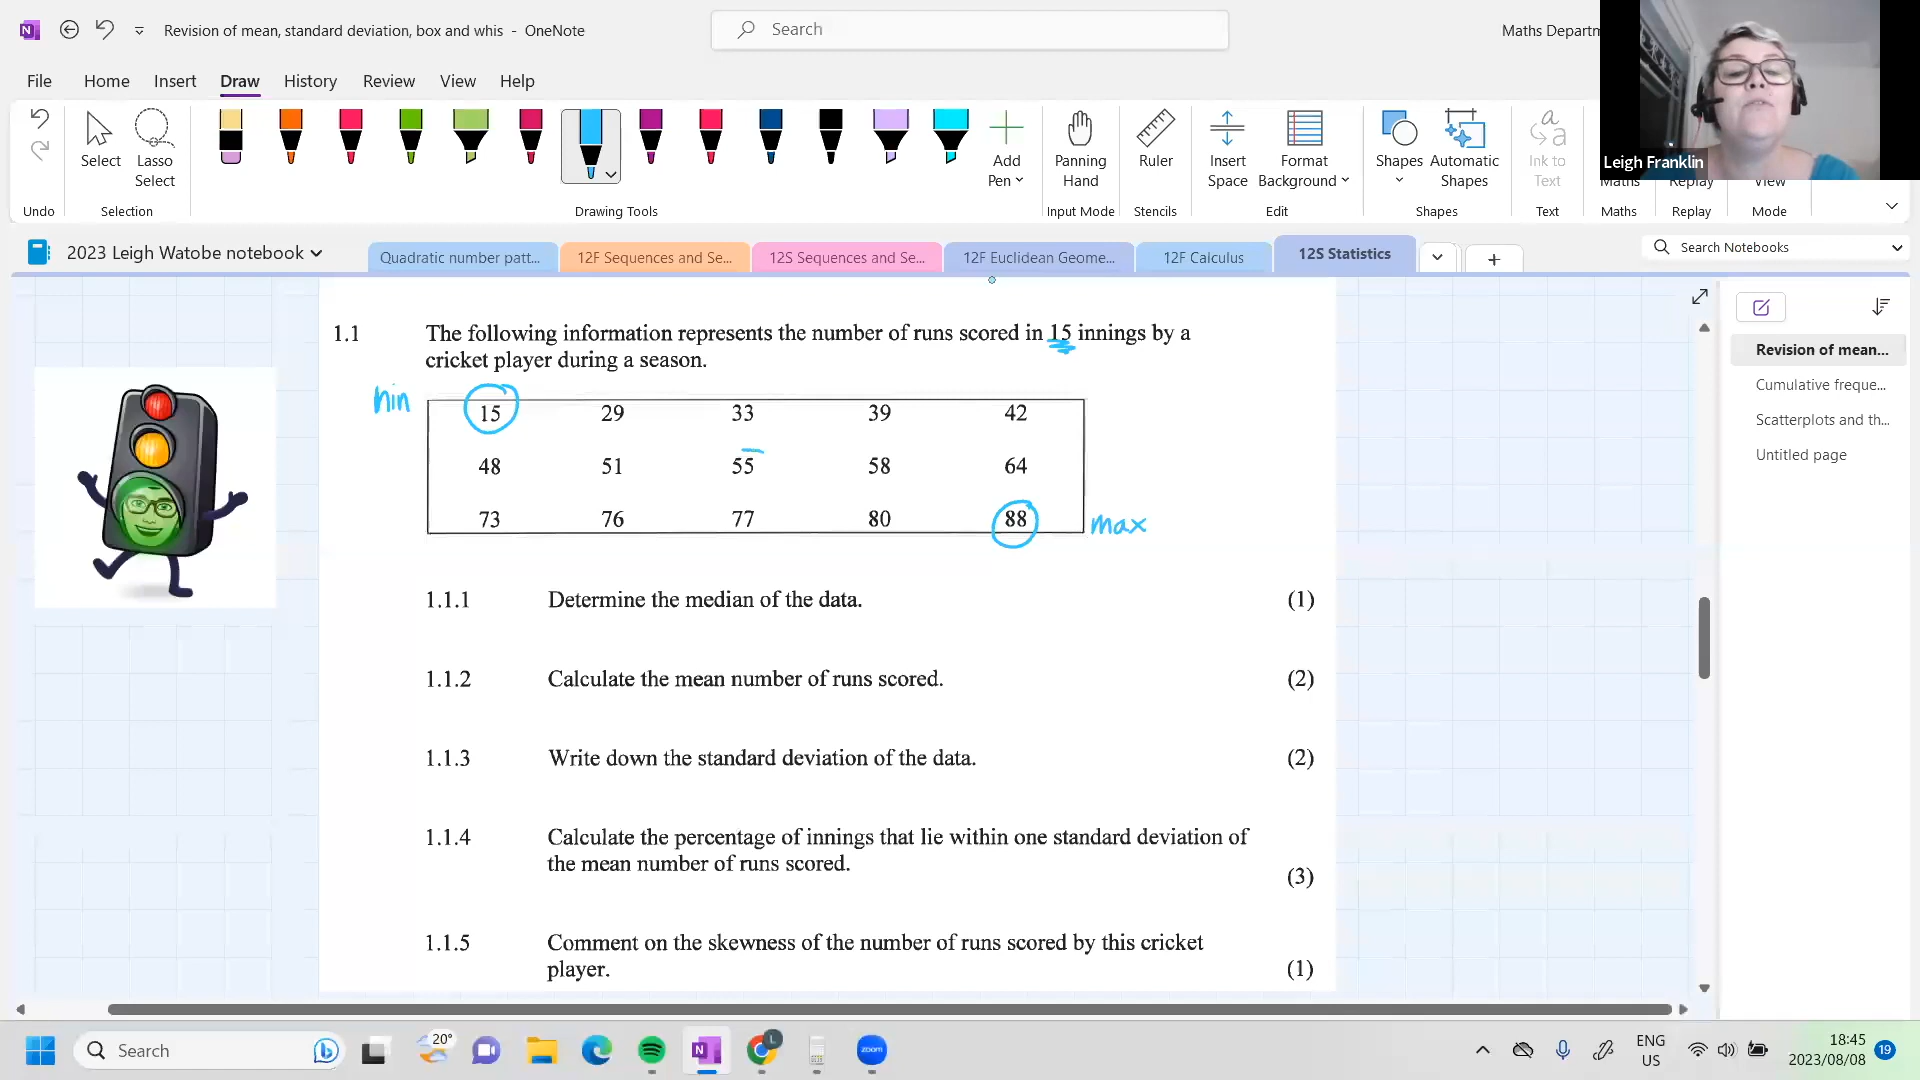 Revision of mean, standard deviation, box and whis - OneNote
Search
Maths Departm
File Home Insert Draw History Review View Help
Undo
Select
Lasso Select
Selection
Drawing Tools
Add Pen
Panning Hand
Input Mode
Ruler
Stencils
Insert Space
Format Background
Edit
Shapes
Automatic Shapes
Shapes
Ink to Text
Text
Maths
Maths
Replay
Replay
View
Mode
Leigh Franklin
2023 Leigh Watobe notebook
Quadratic number patt...
12F Sequences and Se...
12S Sequences and Se...
12F Euclidean Geome...
12F Calculus
12S Statistics
Search Notebooks
Revision of mean...
Cumulative freque...
Scatterplots and th...
Untitled page
1.1 The following information represents the number of runs scored in 15 innings by a
cricket player during a season.
min
15 29 33 39 42
48 51 55 58 64
73 76 77 80 88
max
1.1.1 Determine the median of the data. (1)
1.1.2 Calculate the mean number of runs scored. (2)
1.1.3 Write down the standard deviation of the data. (2)
1.1.4 Calculate the percentage of innings that lie within one standard deviation of
the mean number of runs scored. (3)
1.1.5 Comment on the skewness of the number of runs scored by this cricket
player. (1)
Search
20°
L
zoom
ENG
US
18:45
2023/08/08
19